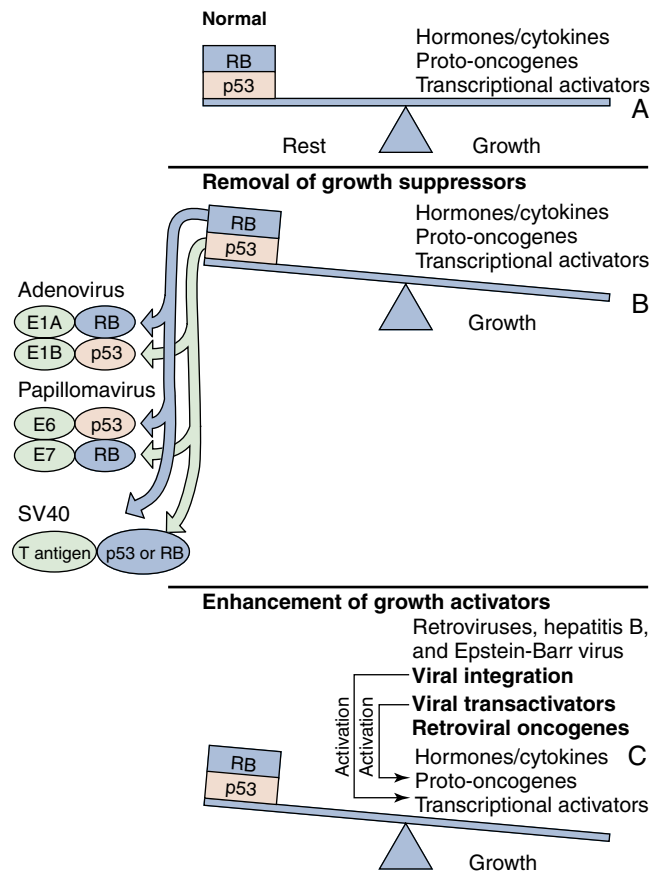 Normal
RB
p53
Hormones/cytokines
Proto-oncogenes
Transcriptional activators
A
Rest
Growth
Removal of growth suppressors
RB
p53
Hormones/cytokines
Proto-oncogenes
Transcriptional activators
B
Growth
Adenovirus
E1A RB
E1B p53
Papillomavirus
E6 p53
E7 RB
SV40
T antigen p53 or RB
Enhancement of growth activators
Retroviruses, hepatitis B,
and Epstein-Barr virus
Viral integration
Viral transactivators
Retroviral oncogenes
Activation
Activation
Hormones/cytokines
Proto-oncogenes
Transcriptional activators
C
RB
p53
Growth